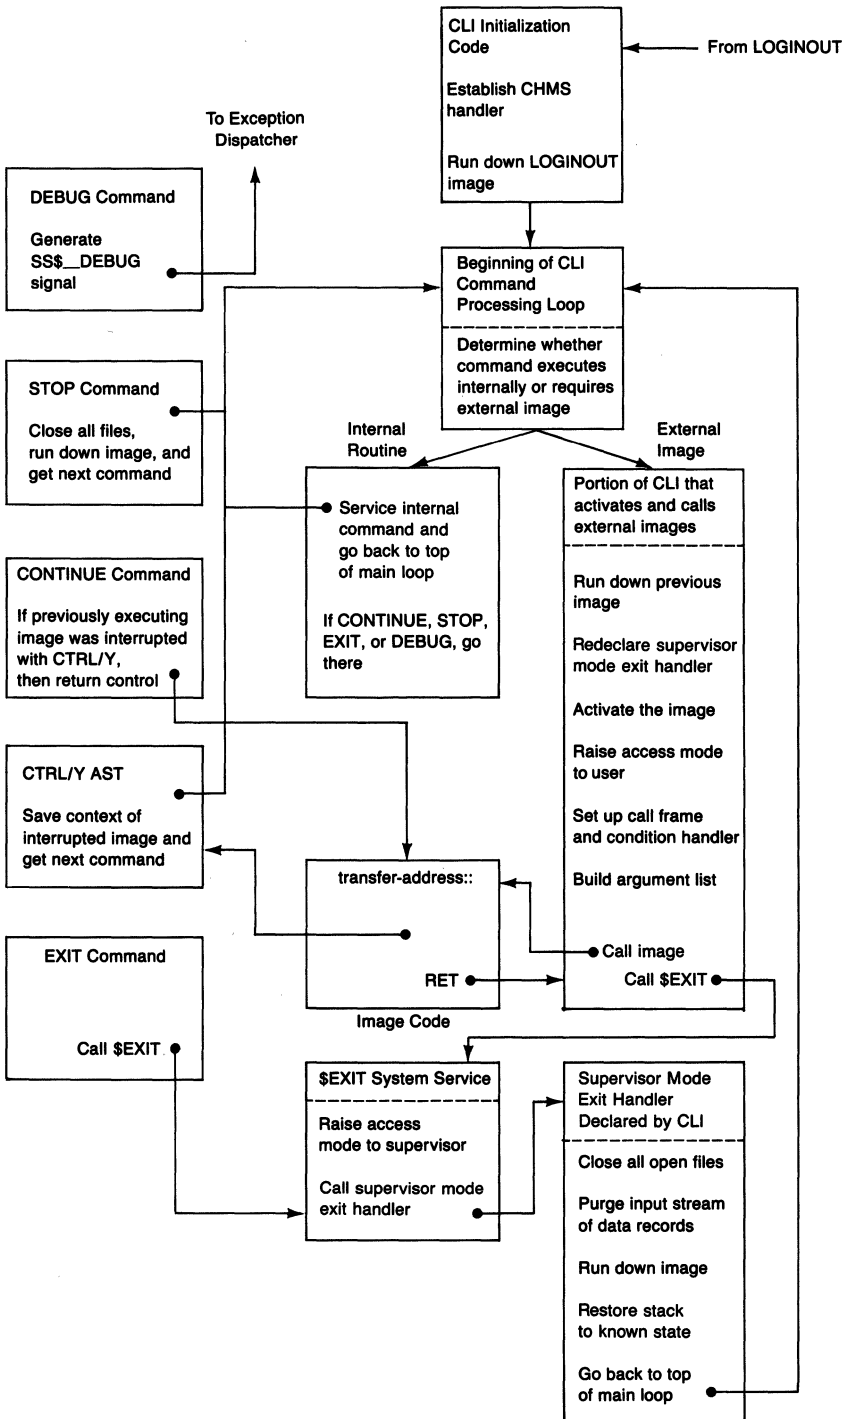 CLI Initialization
Code
Establish CHMS
handler
Run down LOGINOUT
image
From LOGINOUT
To Exception
Dispatcher
DEBUG Command
Generate
SS$__DEBUG
signal
Beginning of CLI
Command
Processing Loop
Determine whether
command executes
internally or requires
external image
STOP Command
Close all files,
run down image, and
get next command
Internal
Routine
External
Image
Service internal
command and
go back to top
of main loop
If CONTINUE, STOP,
EXIT, or DEBUG, go
there
Portion of CLI that
activates and calls
external images
Run down previous
image
Redeclare supervisor
mode exit handler
Activate the image
Raise access mode
to user
Set up call frame
and condition handler
Build argument list
Call image
Call $EXIT
CONTINUE Command
If previously executing
image was interrupted
with CTRL/Y,
then return control
CTRL/Y AST
Save context of
interrupted image and
get next command
transfer-address::
RET
Image Code
EXIT Command
Call $EXIT
$EXIT System Service
Raise access
mode to supervisor
Call supervisor mode
exit handler
Supervisor Mode
Exit Handler
Declared by CLI
Close all open files
Purge input stream
of data records
Run down image
Restore stack
to known state
Go back to top
of main loop